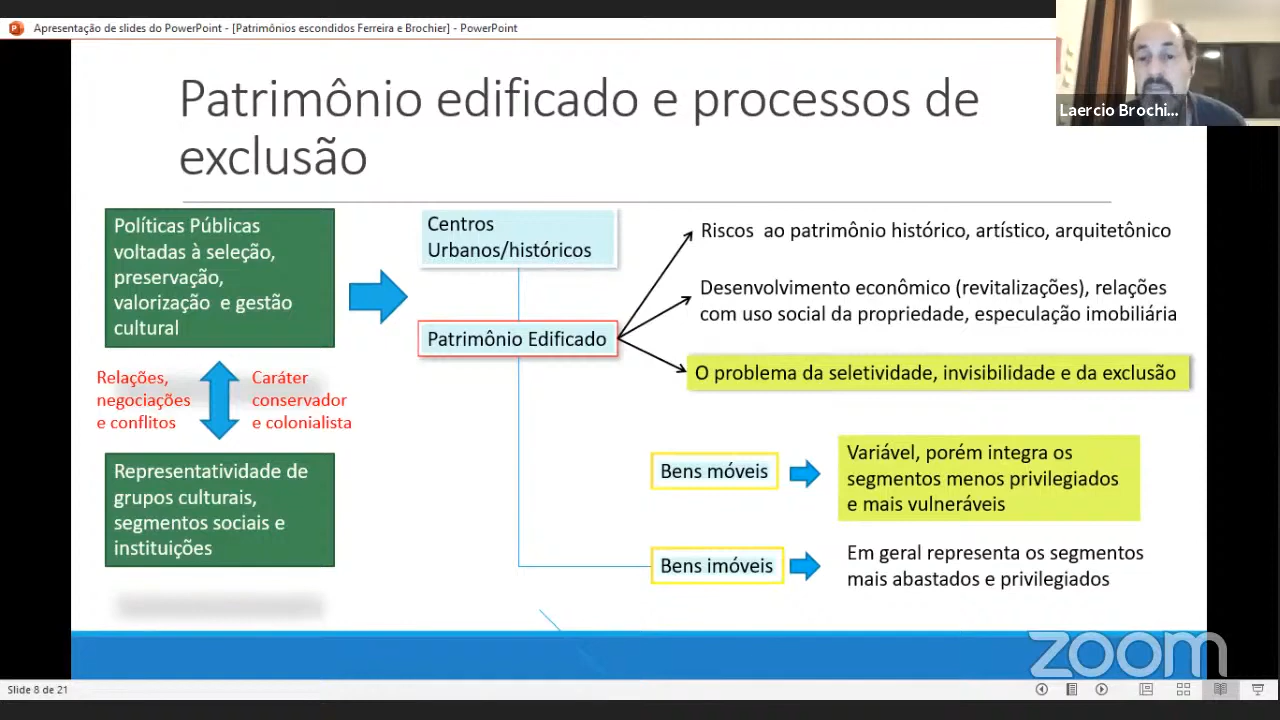 Apresentação de slides do PowerPoint - [Patrimônios escondidos Ferreira e Brochier] - PowerPoint
Laercio Brochi...
Patrimônio edificado e processos de
exclusão
Políticas Públicas
voltadas à seleção,
preservação,
valorização e gestão
cultural
Relações,
negociações
e conflitos
Caráter
conservador
e colonialista
Representatividade de
grupos culturais,
segmentos sociais e
instituições
Centros
Urbanos/históricos
Patrimônio Edificado
Riscos ao patrimônio histórico, artístico, arquitetônico
Desenvolvimento econômico (revitalizações), relações
com uso social da propriedade, especulação imobiliária
O problema da seletividade, invisibilidade e da exclusão
Bens móveis
Variável, porém integra os
segmentos menos privilegiados
e mais vulneráveis
Bens imóveis
Em geral representa os segmentos
mais abastados e privilegiados
zoom
Slide 8 de 21